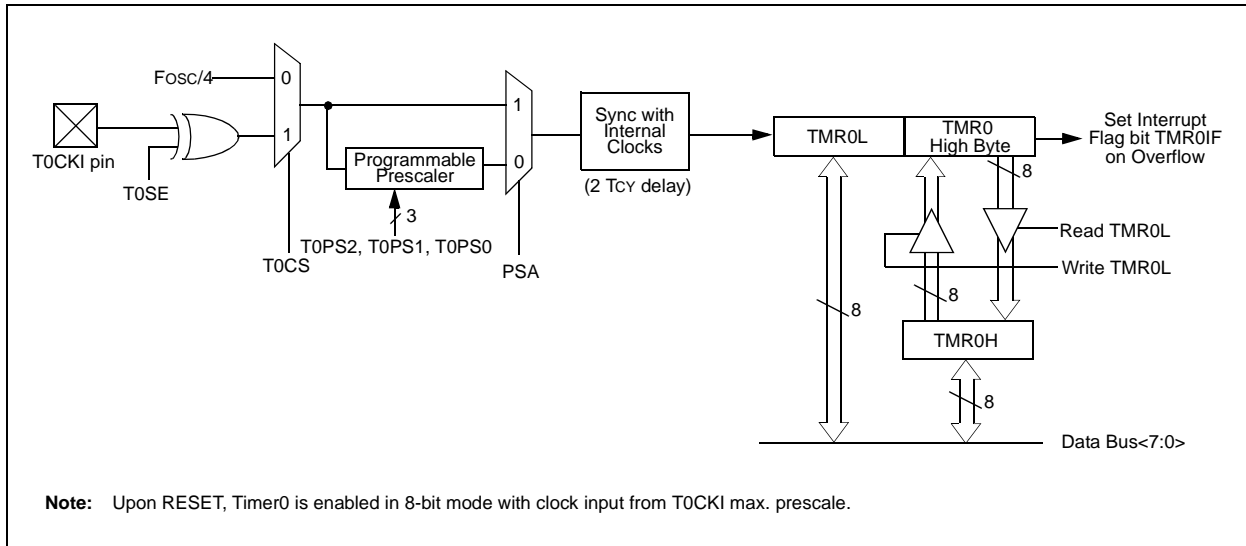 FOSC/4
0
1
T0CKI pin
T0SE
T0CS
Programmable
Prescaler
3
T0PS2, T0PS1, T0PS0
1
0
PSA
Sync with
Internal
Clocks
(2 TCY delay)
TMR0L
TMR0
High Byte
Set Interrupt
Flag bit TMR0IF
on Overflow
8
Read TMR0L
Write TMR0L
8
8
TMR0H
8
Data Bus<7:0>
Note: Upon RESET, Timer0 is enabled in 8-bit mode with clock input from T0CKI max. prescale.